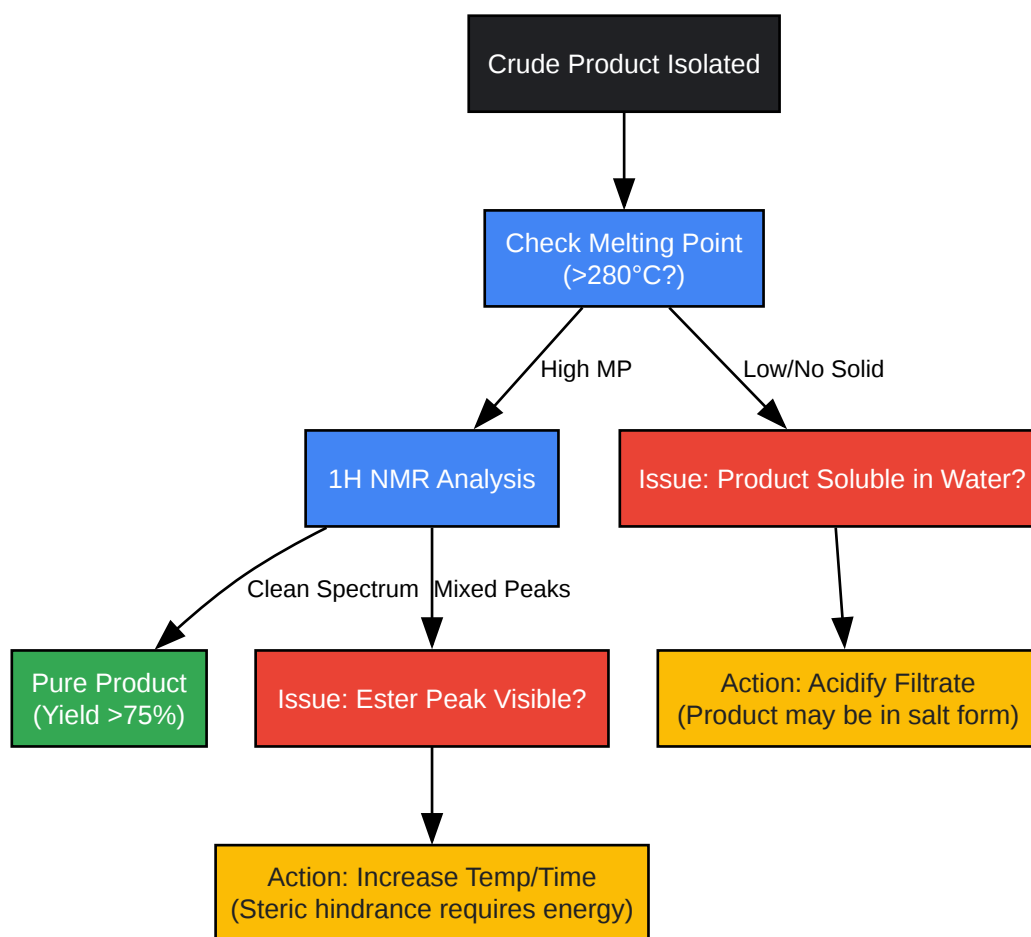 Crude Product Isolated
Check Melting Point
(>280°C?)
High MP
Low/No Solid
1H NMR Analysis
Issue: Product Soluble in Water?
Clean Spectrum
Mixed Peaks
Pure Product
(Yield >75%)
Issue: Ester Peak Visible?
Action: Acidify Filtrate
(Product may be in salt form)
Action: Increase Temp/Time
(Steric hindrance requires energy)